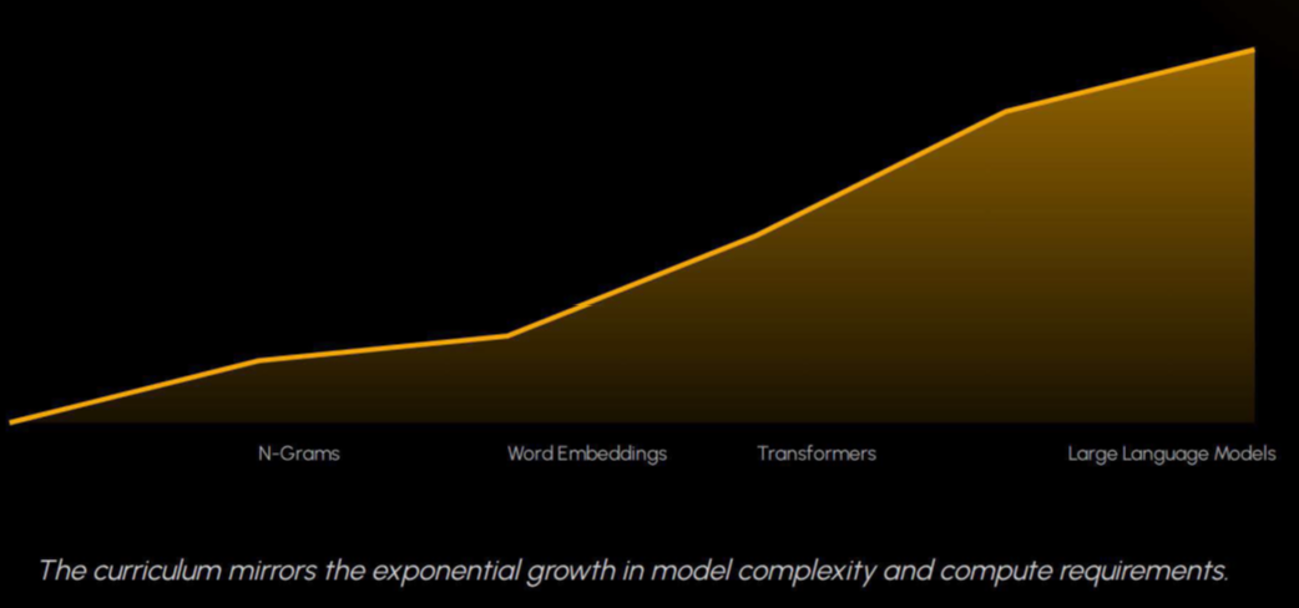 N-Grams Word Embeddings Transformers Large Language Models
The curriculum mirrors the exponential growth in model complexity and compute requirements.